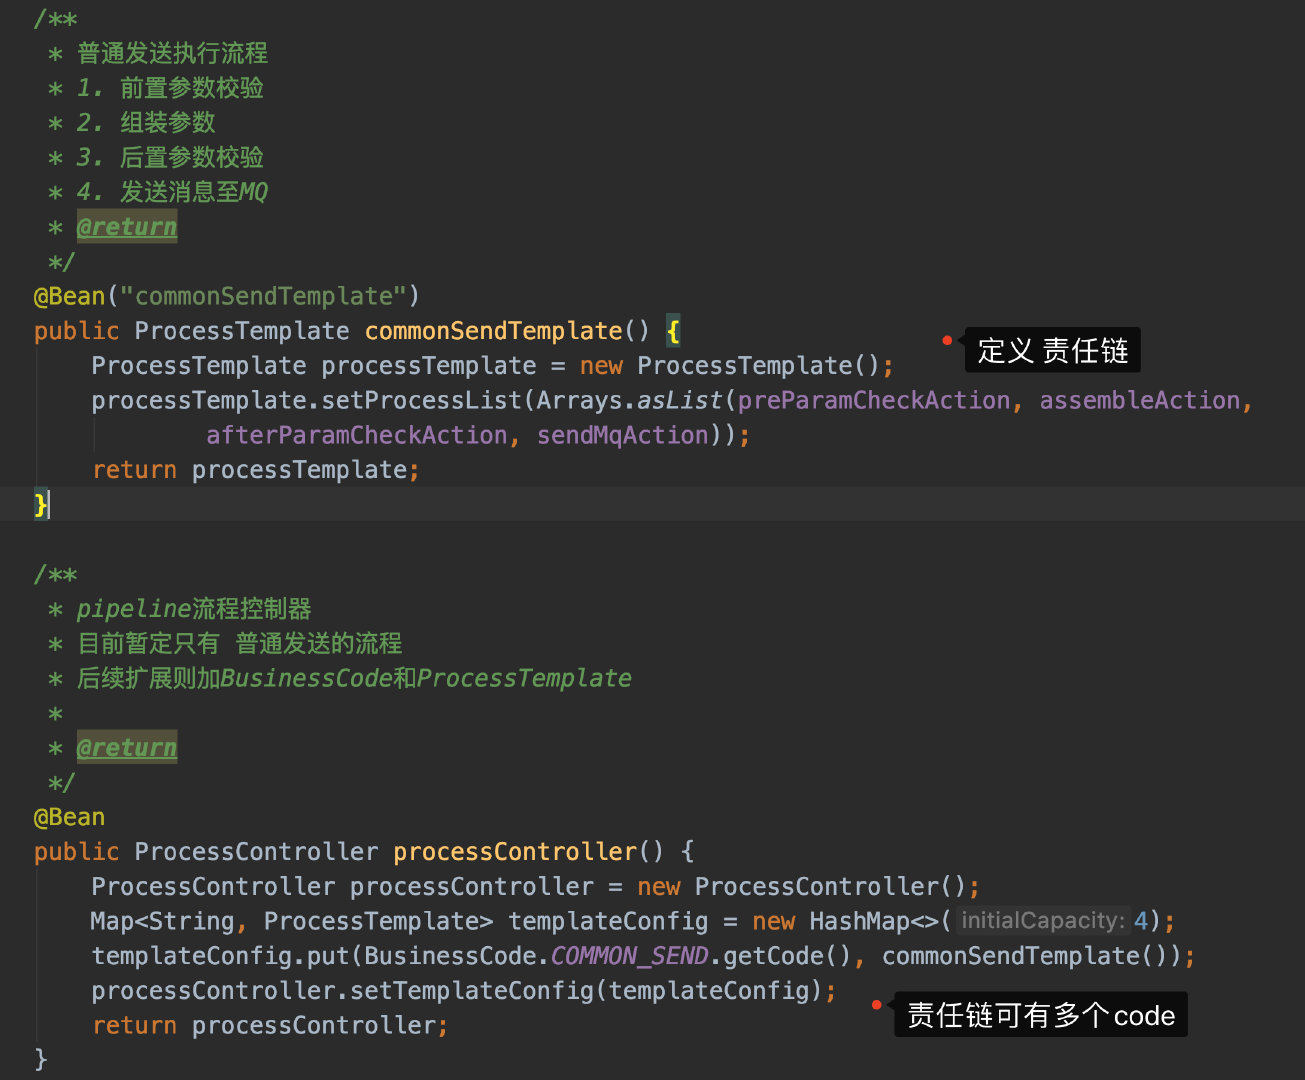 /**
 * 普通发送执行流程
 * 1. 前置参数校验
 * 2. 组装参数
 * 3. 后置参数校验
 * 4. 发送消息至MQ
 * @return
 */
@Bean("commonSendTemplate")
public ProcessTemplate commonSendTemplate() {
定义 责任链
    ProcessTemplate processTemplate = new ProcessTemplate();
    processTemplate.setProcessList(Arrays.asList(preParamCheckAction, assembleAction,
            afterParamCheckAction, sendMqAction));
    return processTemplate;
}
/**
 * pipeline流程控制器
 * 目前暂定只有 普通发送的流程
 * 后续扩展则加BusinessCode和ProcessTemplate
 *
 * @return
 */
@Bean
public ProcessController processController() {
    ProcessController processController = new ProcessController();
    Map<String, ProcessTemplate> templateConfig = new HashMap<>( initialCapacity: 4);
    templateConfig.put(BusinessCode.COMMON_SEND.getCode(), commonSendTemplate());
    processController.setTemplateConfig(templateConfig);
责任链可有多个code
    return processController;
}